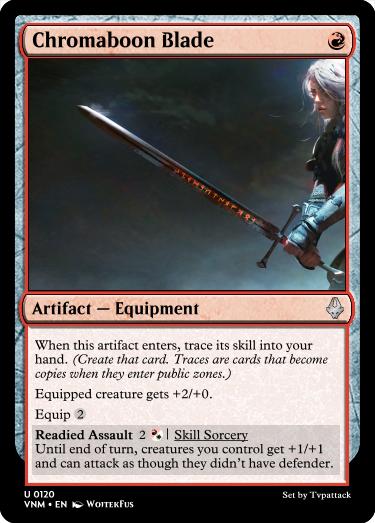 Chromaboon Blade
Artifact — Equipment
When this artifact enters, trace its skill into your
hand. (Create that card. Traces are cards that become
copies when they enter public zones.)
Equipped creature gets +2/+0.
Equip 2
Readied Assault 2 | Skill Sorcery
Until end of turn, creatures you control get +1/+1
and can attack as though they didn't have defender.
U 0120
VNM • EN WojtekFus
Set by Tvpattack